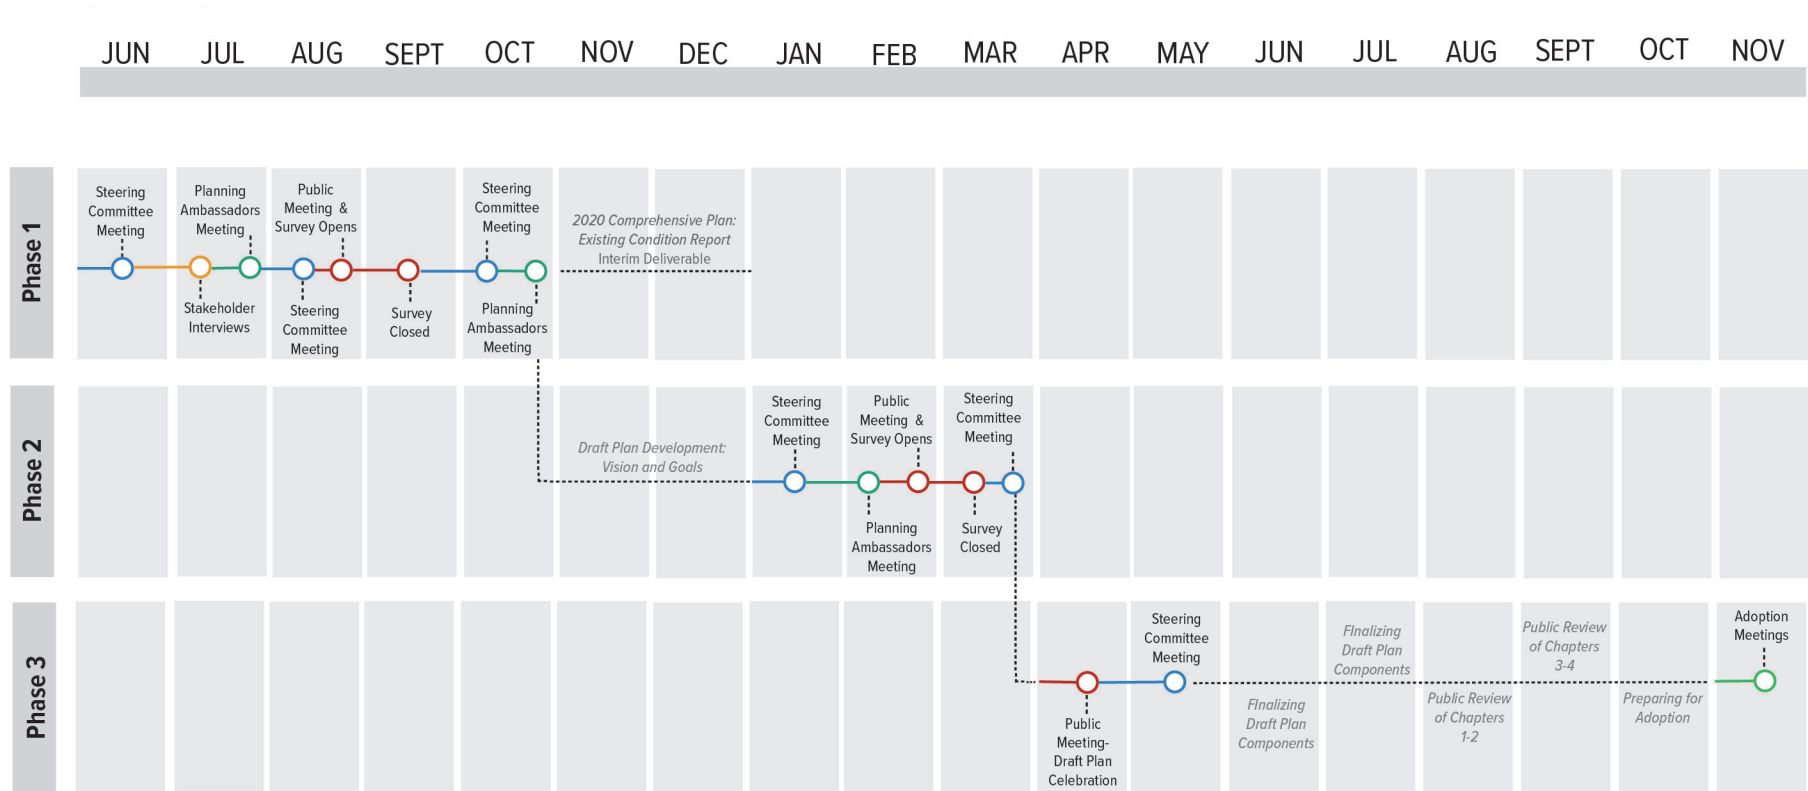 JUN JUL AUG SEPT OCT NOV DEC JAN FEB MAR APR MAY JUN JUL AUG SEPT OCT NOV
Phase 1
Steering
Committee
Meeting
Stakeholder
Interviews
Planning
Ambassadors
Meeting
Steering
Committee
Meeting
Public
Meeting &
Survey Opens
Survey
Closed
Steering
Committee
Meeting
Planning
Ambassadors
Meeting
2020 Comprehensive Plan:
Existing Condition Report
Interim Deliverable
Phase 2
Draft Plan Development:
Vision and Goals
Steering
Committee
Meeting
Planning
Ambassadors
Meeting
Public
Meeting &
Survey Opens
Survey
Closed
Steering
Committee
Meeting
Phase 3
Public
Meeting-
Draft Plan
Celebration
Steering
Committee
Meeting
FInalizing
Draft Plan
Components
FInalizing
Draft Plan
Components
Public Review
of Chapters
1-2
Public Review
of Chapters
3-4
Preparing for
Adoption
Adoption
Meetings